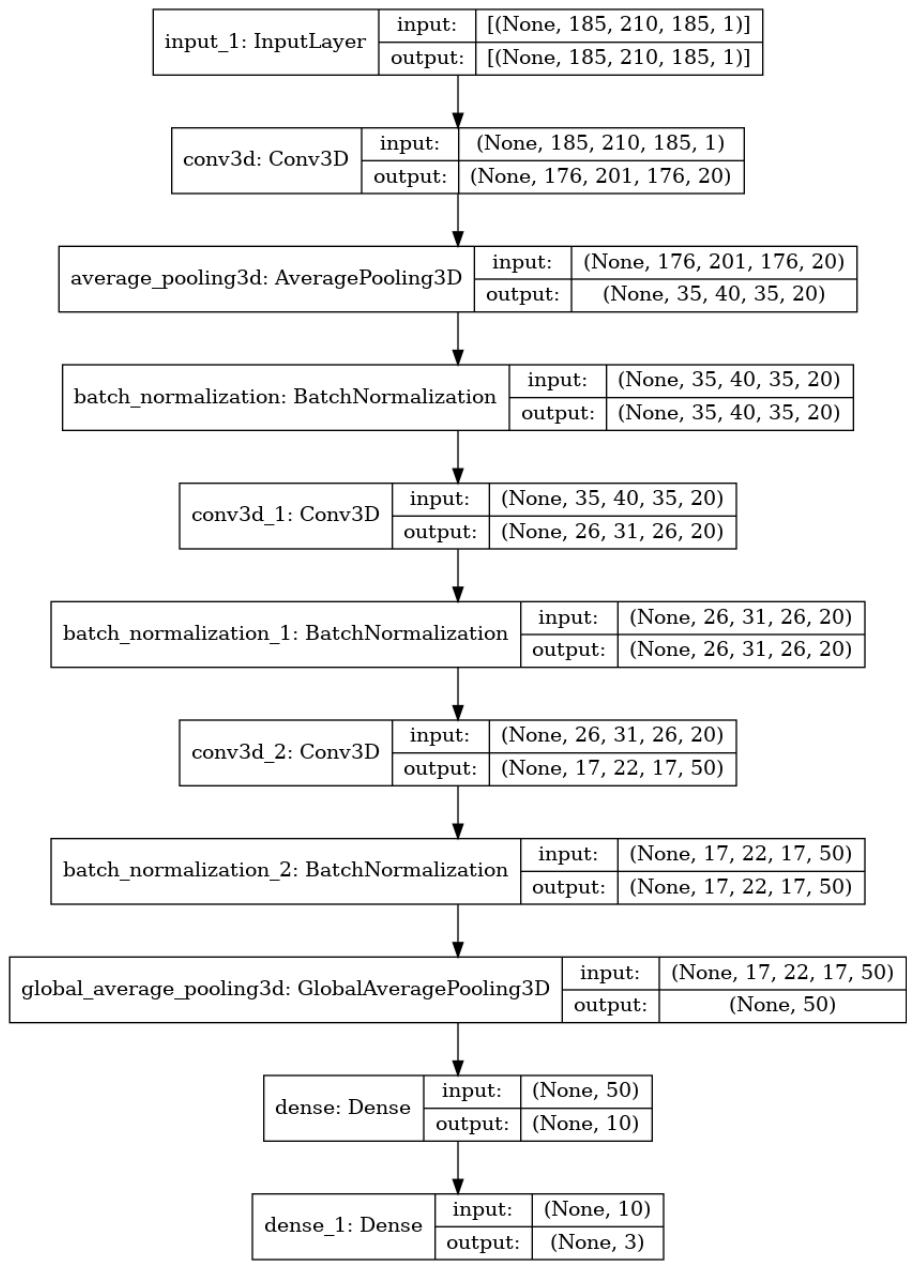 input_1: InputLayer
input: [(None, 185, 210, 185, 1)]
output: [(None, 185, 210, 185, 1)]
conv3d: Conv3D
input: (None, 185, 210, 185, 1)
output: (None, 176, 201, 176, 20)
average_pooling3d: AveragePooling3D
input: (None, 176, 201, 176, 20)
output: (None, 35, 40, 35, 20)
batch_normalization: BatchNormalization
input: (None, 35, 40, 35, 20)
output: (None, 35, 40, 35, 20)
conv3d_1: Conv3D
input: (None, 35, 40, 35, 20)
output: (None, 26, 31, 26, 20)
batch_normalization_1: BatchNormalization
input: (None, 26, 31, 26, 20)
output: (None, 26, 31, 26, 20)
conv3d_2: Conv3D
input: (None, 26, 31, 26, 20)
output: (None, 17, 22, 17, 50)
batch_normalization_2: BatchNormalization
input: (None, 17, 22, 17, 50)
output: (None, 17, 22, 17, 50)
global_average_pooling3d: GlobalAveragePooling3D
input: (None, 17, 22, 17, 50)
output: (None, 50)
dense: Dense
input: (None, 50)
output: (None, 10)
dense_1: Dense
input: (None, 10)
output: (None, 3)